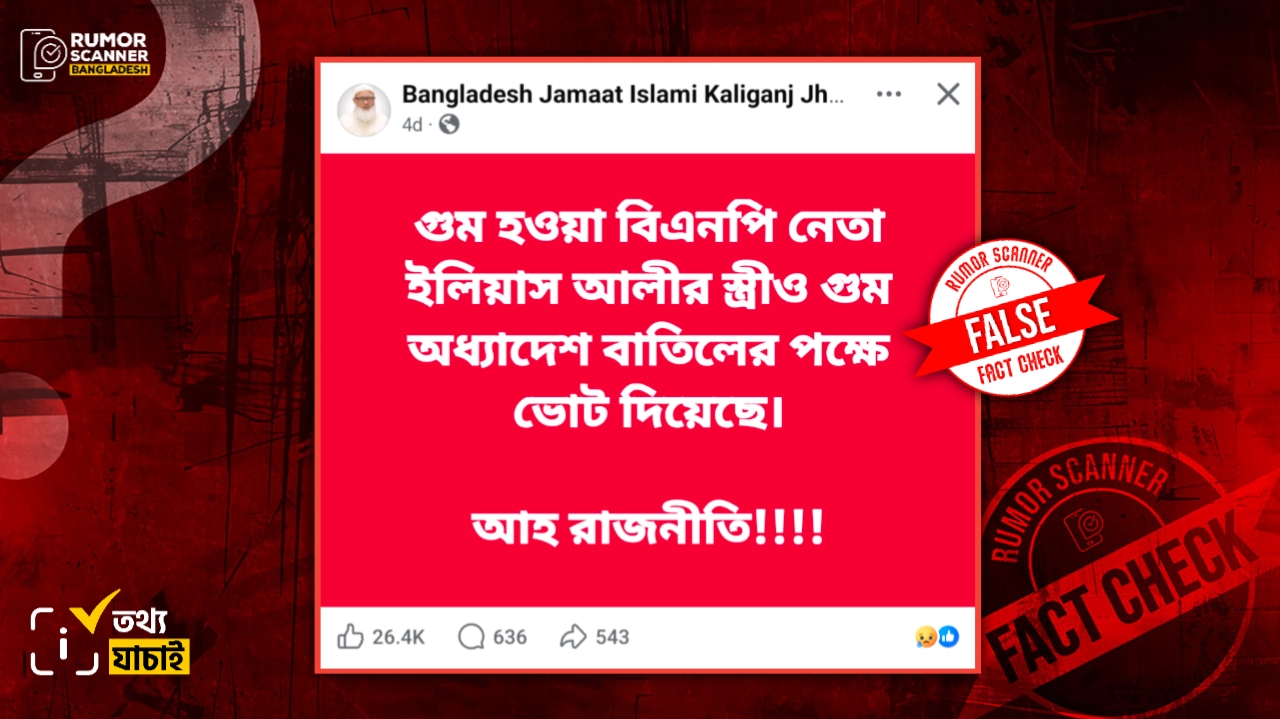 RUMOR
SCANNER
BANGLADESH
Bangladesh Jamaat Islami Kaliganj Jh...
4d ·
গুম হওয়া বিএনপি নেতা
ইলিয়াস আলীর স্ত্রীও গুম
অধ্যাদেশ বাতিলের পক্ষে
ভোট দিয়েছে।
আহ রাজনীতি!!!!
26.4K 636 543
RUMOR SCANNER
FALSE
FACT CHECK
RUMOR SCANNER
FACT CHECK
i তথ্য
যাচাই